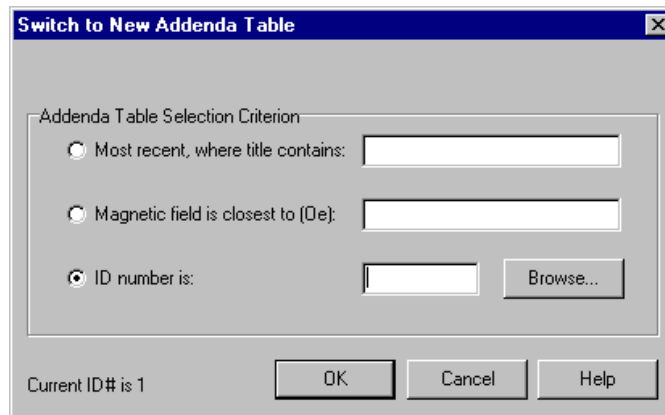 Switch to New Addenda Table
Addenda Table Selection Criterion
Most recent, where title contains:
Magnetic field is closest to (Oe):
ID number is:
Browse...
Current ID# is 1
OK
Cancel
Help